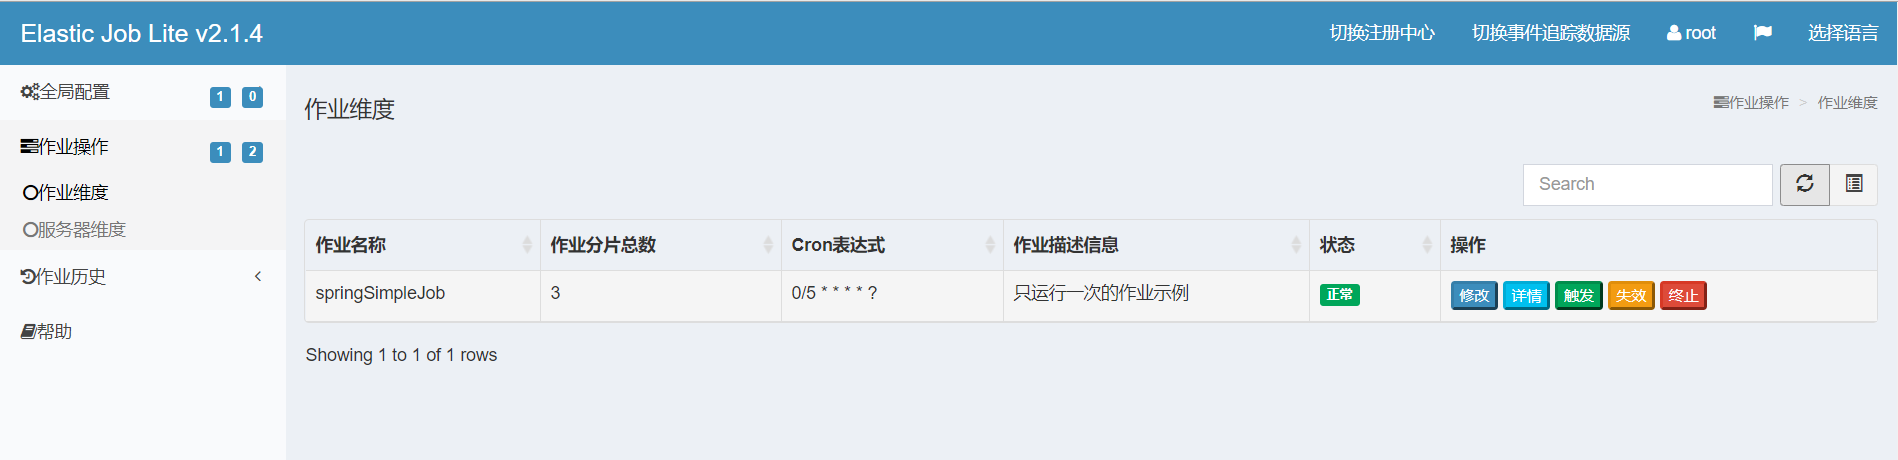 Elastic Job Lite v2.1.4 切换注册中心 切换事件追踪数据源 root 选择语言
全局配置 1 0
作业操作 1 2
作业维度
服务器维度
作业历史
帮助
作业维度 作业操作 > 作业维度
Search
作业名称 作业分片总数 Cron表达式 作业描述信息 状态 操作
springSimpleJob 3 0/5 * * * * ? 只运行一次的作业示例 正常 修改 详情 触发 失效 终止
Showing 1 to 1 of 1 rows